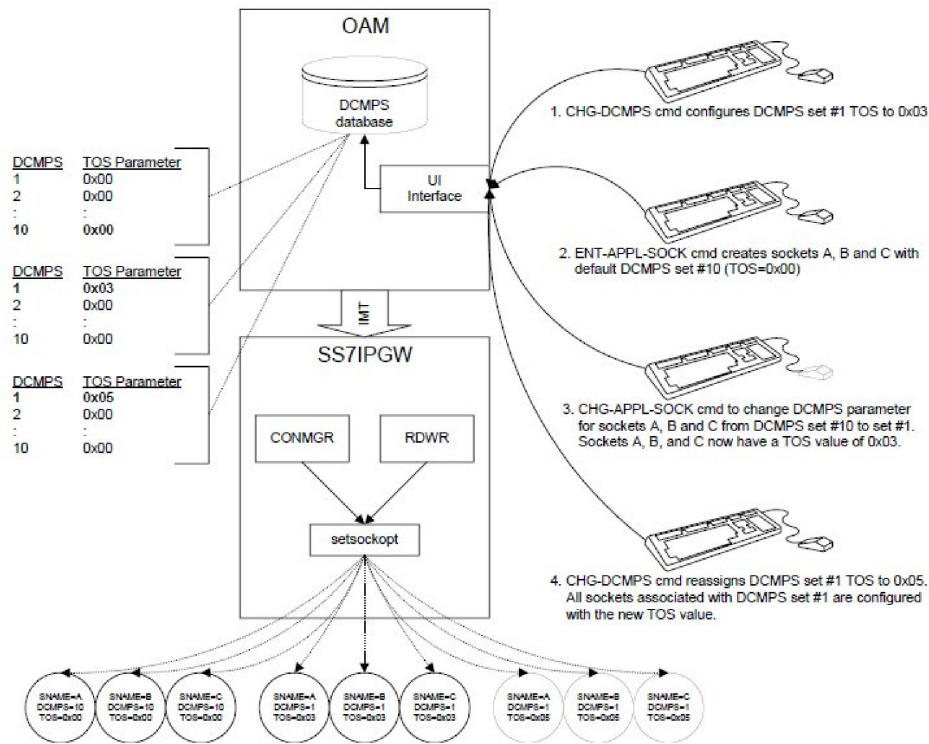 OAM
DCMPS
database
UI
Interface
DCMPS TOS Parameter
1 0x00
2 0x00
: :
10 0x00
DCMPS TOS Parameter
1 0x03
2 0x00
: :
10 0x00
DCMPS TOS Parameter
1 0x05
2 0x00
: :
10 0x00
1. CHG-DCMPS cmd configures DCMPS set #1 TOS to 0x03
2. ENT-APPL-SOCK cmd creates sockets A, B and C with
default DCMPS set #10 (TOS=0x00)
3. CHG-APPL-SOCK cmd to change DCMPS parameter
for sockets A, B and C from DCMPS set #10 to set #1.
Sockets A, B, and C now have a TOS value of 0x03.
4. CHG-DCMPS cmd reassigns DCMPS set #1 TOS to 0x05.
All sockets associated with DCMPS set #1 are configured
with the new TOS value.
IMT
SS7IPGW
CONMGR
RDWR
setsockopt
SNAME=A
DCMPS=10
TOS=0x00
SNAME=B
DCMPS=10
TOS=0x00
SNAME=C
DCMPS=10
TOS=0x00
SNAME=A
DCMPS=1
TOS=0x03
SNAME=B
DCMPS=1
TOS=0x03
SNAME=C
DCMPS=1
TOS=0x03
SNAME=A
DCMPS=1
TOS=0x05
SNAME=B
DCMPS=1
TOS=0x05
SNAME=C
DCMPS=1
TOS=0x05